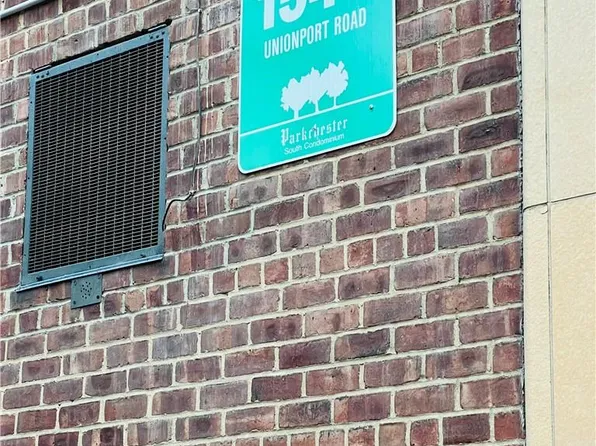 UNIONPORT ROAD
Parkchester
South Condominium